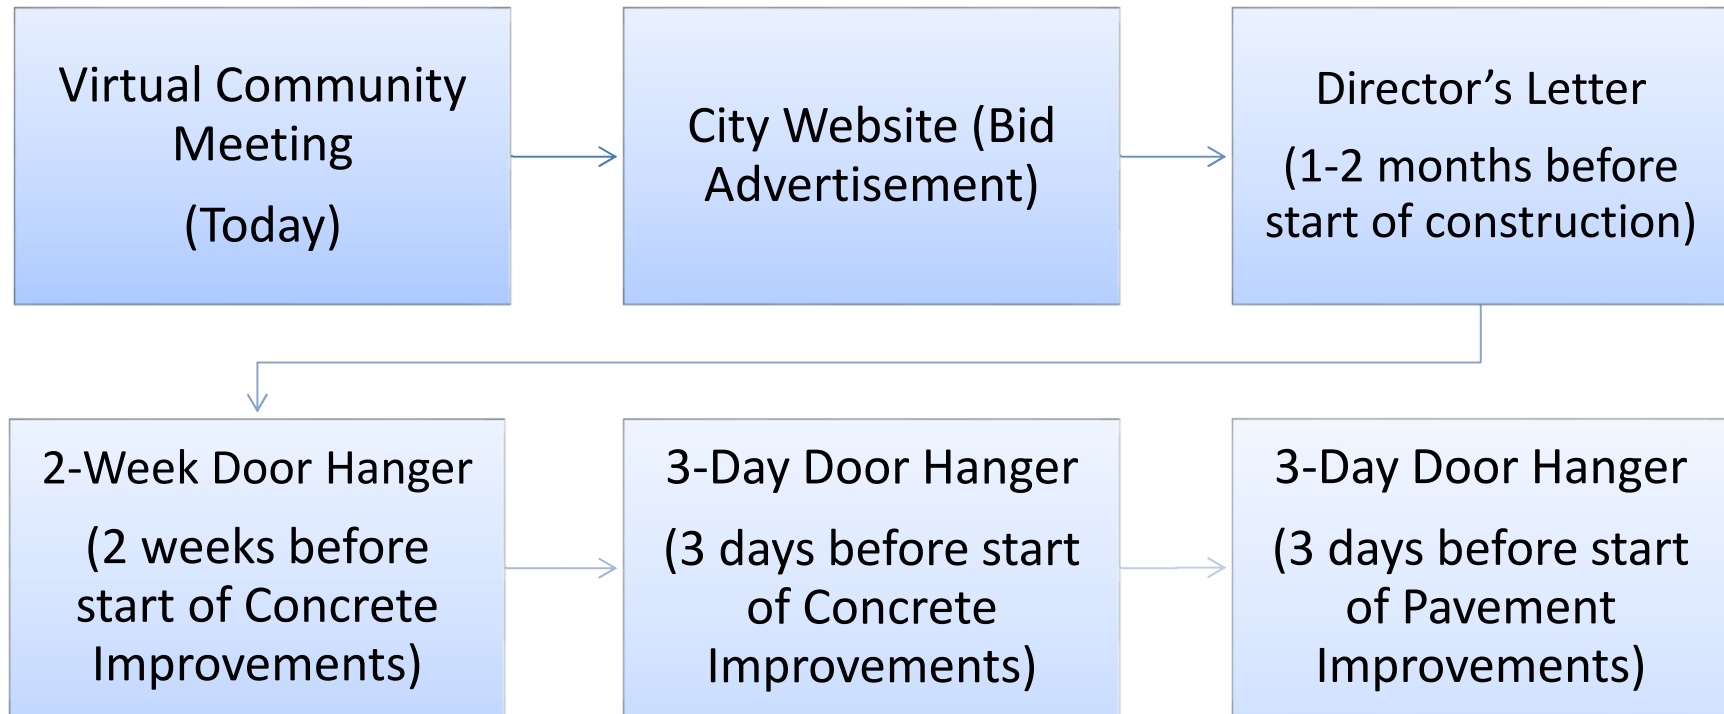 Virtual Community
Meeting
(Today)
City Website (Bid
Advertisement)
Director’s Letter
(1-2 months before
start of construction)
2-Week Door Hanger
(2 weeks before
start of Concrete
Improvements)
3-Day Door Hanger
(3 days before start
of Concrete
Improvements)
3-Day Door Hanger
(3 days before start
of Pavement
Improvements)